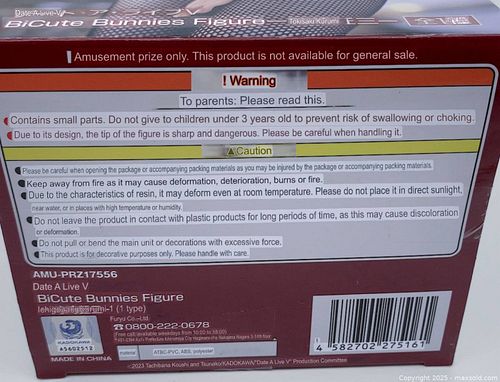 Date A Live V
BiCute Bunnies Figure Tokisaki Kurumi
! Amusement prize only. This product is not available for general sale.
! Warning
To parents: Please read this.
Contains small parts. Do not give to children under 3 years old to prevent risk of swallowing or choking.
Due to its design, the tip of the figure is sharp and dangerous. Please be careful when handling it.
Caution
Please be careful when opening the package or accompanying packing materials as you may be injured by the package or accompanying packing materials.
Keep away from fire as it may cause deformation, deterioration, burns or fire.
Due to the characteristics of resin, it may deform even at room temperature. Please do not place it in direct sunlight,
near water, or in places with high temperature or humidity.
Do not leave the product in contact with plastic products for long periods of time, as this may cause discoloration
or deformation.
Do not pull or bend the main unit or decorations with excessive force.
This product is for decorative purposes only. Please handle with care.
AMU-PRZ17556
Date A Live V
BiCute Bunnies Figure
(1 type)
Furyu Co., Ltd.
☎0800-222-0678
KADOKAWA
A5602512
MADE IN CHINA
material ATBC-PVC, ABS, polyester
©2023 Tachibana Koushi and Tsunako/KADOKAWA/"Date A Live V" Production Committee
4 582702 275161
Copyright 2025 - maxsold.com